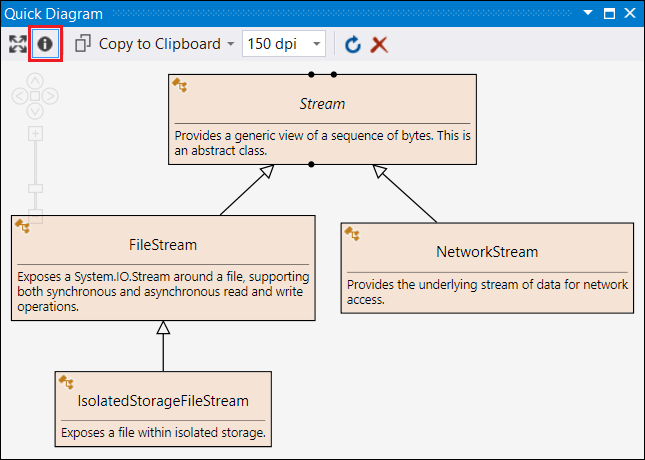 Quick Diagram
Copy to Clipboard
150 dpi
Stream
Provides a generic view of a sequence of bytes. This is
an abstract class.
FileStream
Exposes a System.IO.Stream around a file, supporting
both synchronous and asynchronous read and write
operations.
NetworkStream
Provides the underlying stream of data for network
access.
IsolatedStorageFileStream
Exposes a file within isolated storage.